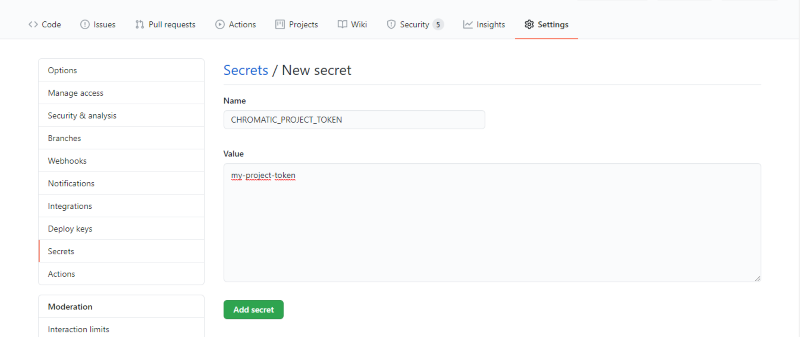 Code Issues Pull requests Actions Projects Wiki Security 5 Insights Settings
Options
Manage access
Security & analysis
Branches
Webhooks
Notifications
Integrations
Deploy keys
Secrets
Actions
Moderation
Interaction limits
Secrets / New secret
Name
CHROMATIC_PROJECT_TOKEN
Value
my-project-token
Add secret